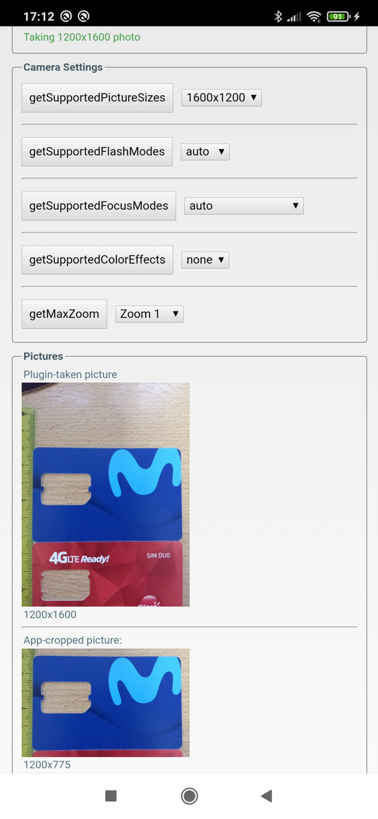 17:12
91
Taking 1200x1600 photo
Camera Settings
getSupportedPictureSizes 1600x1200
getSupportedFlashModes auto
getSupportedFocusModes auto
getSupportedColorEffects none
getMaxZoom Zoom 1
Pictures
Plugin-taken picture
4G LTE Ready! SIM DUO
1200x1600
App-cropped picture:
1200x775